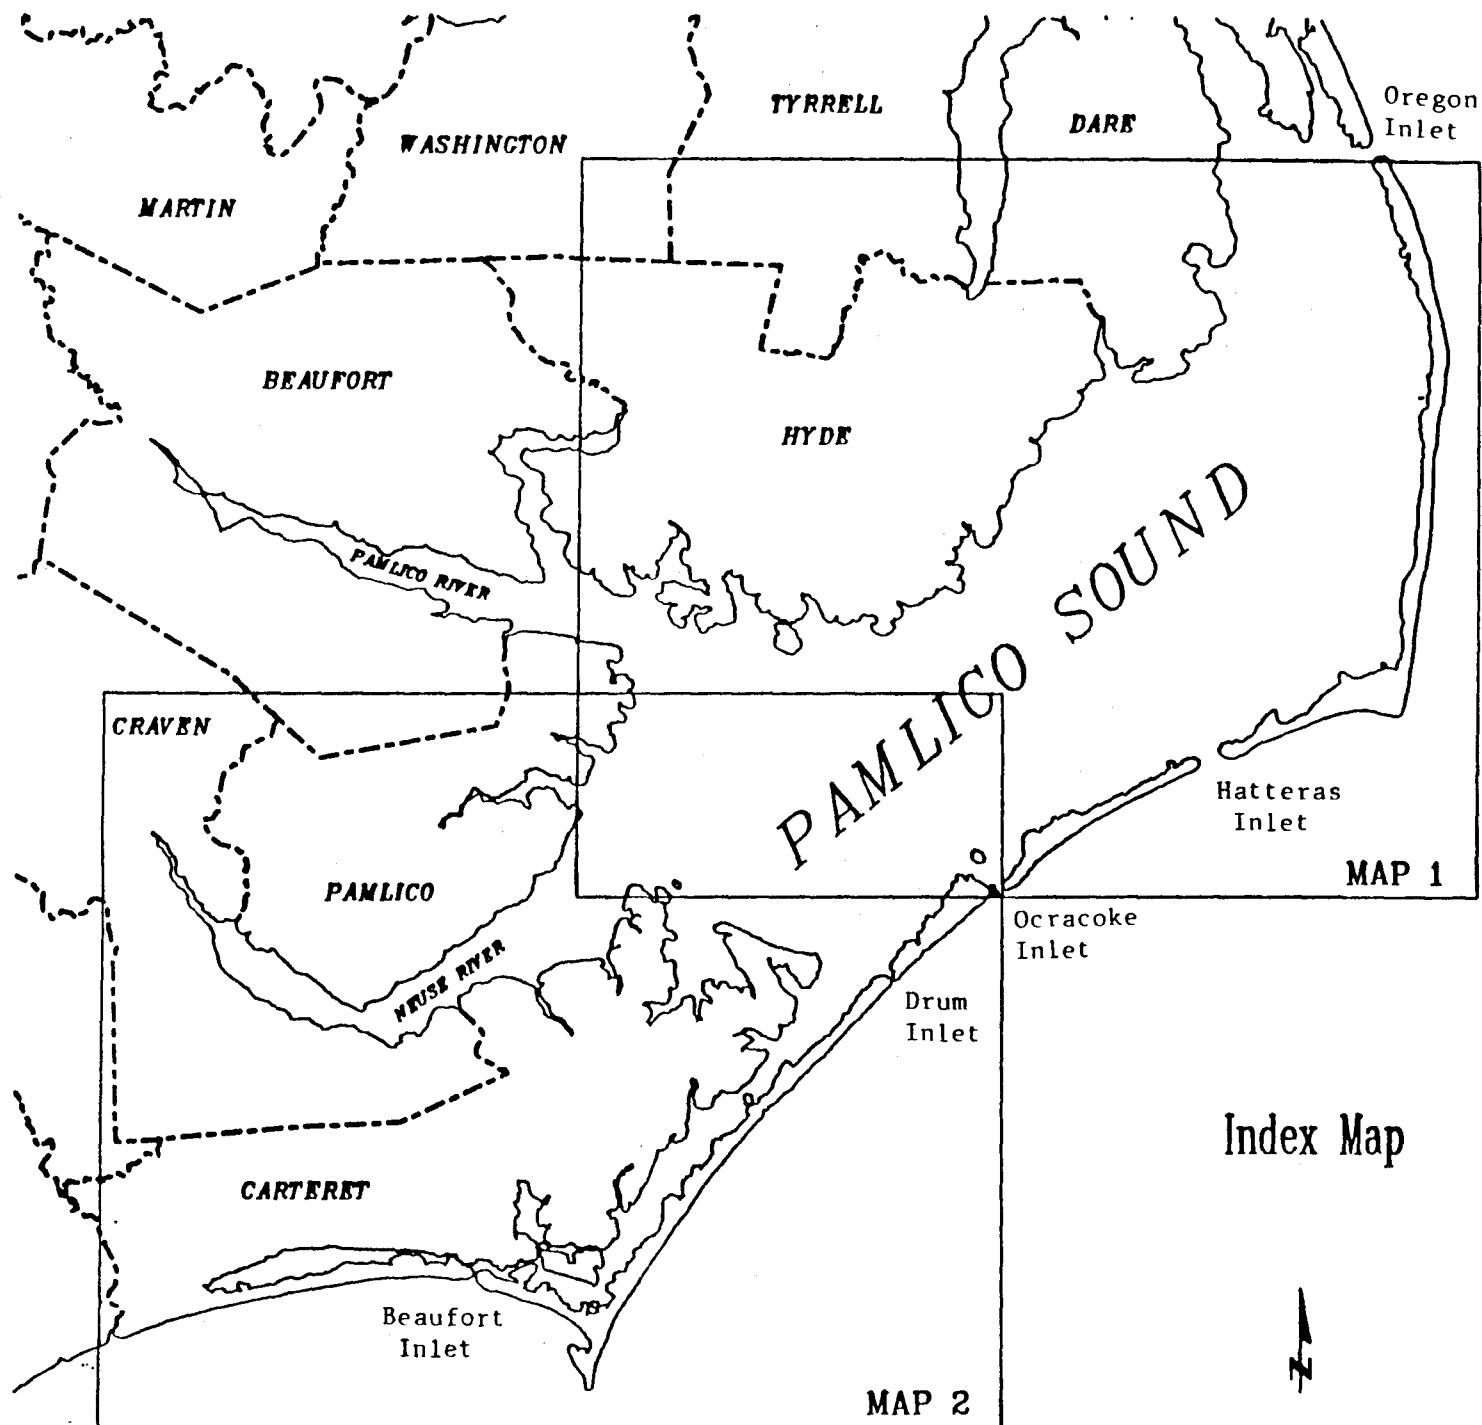 TYRRELL
Oregon
Inlet
DARE
WASHINGTON
MARTIN
BEAUFORT
HYDE
PAMLICO SOUND
PAMLICO RIVER
CRAVEN
Hatteras
Inlet
MAP 1
PAMLICO
Ocracoke
Inlet
NEUSE RIVER
Drum
Inlet
Index Map
CARTERET
Beaufort
Inlet
MAP 2
N